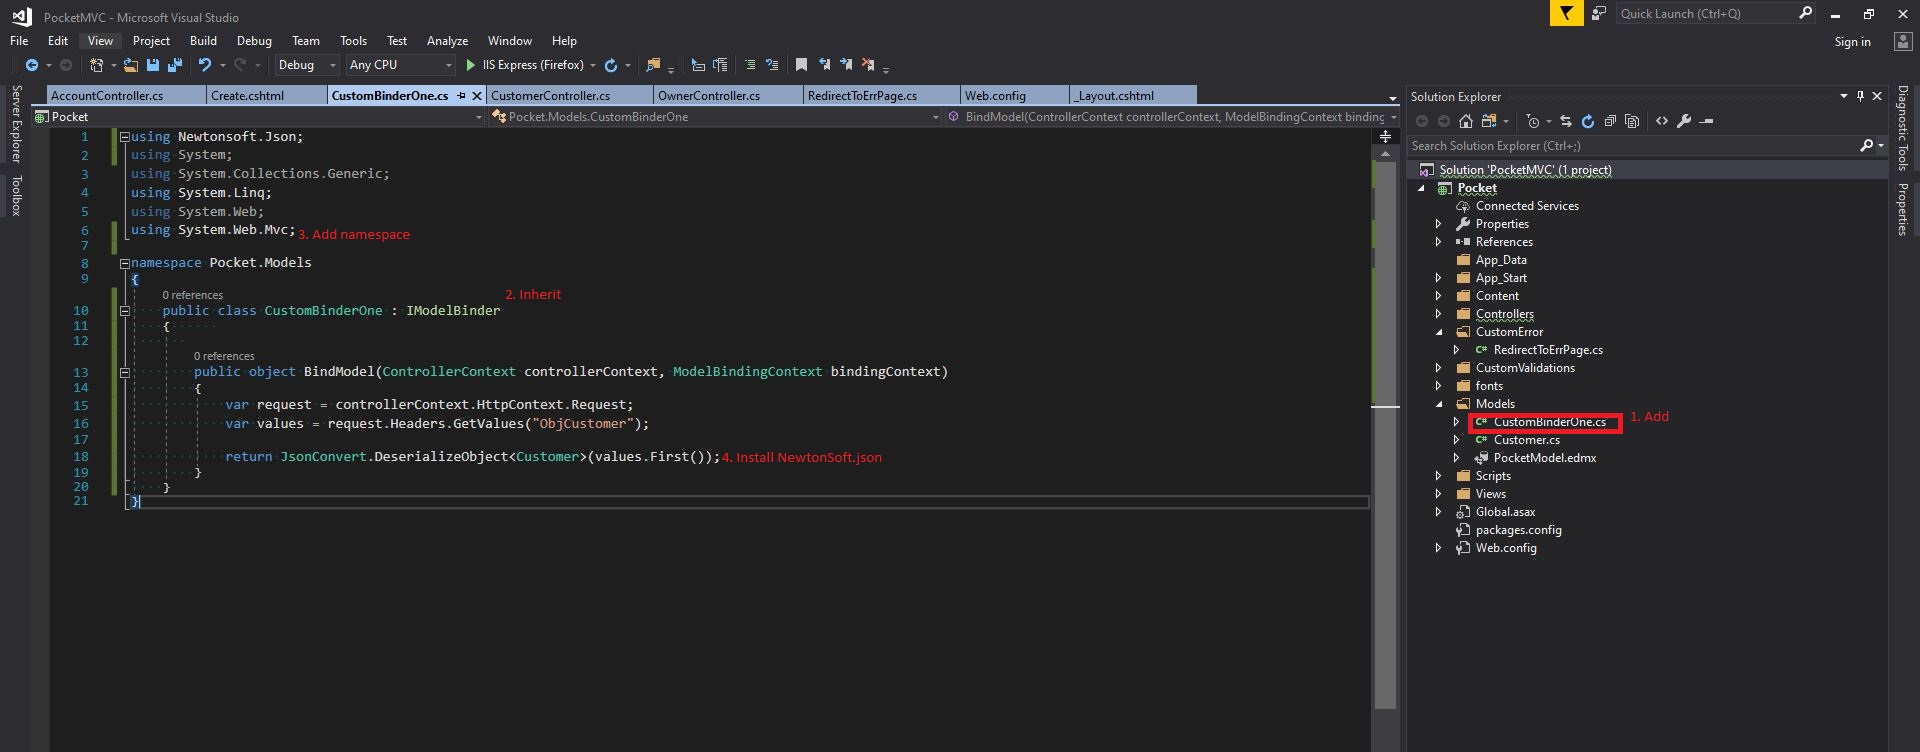 PocketMVC - Microsoft Visual Studio
Quick Launch (Ctrl+Q)
File Edit View Project Build Debug Team Tools Test Analyze Window Help
Sign in
Debug Any CPU IIS Express (Firefox)
Server Explorer
Toolbox
AccountController.cs Create.cshtml CustomBinderOne.cs CustomerController.cs OwnerController.cs RedirectToErrPage.cs Web.config _Layout.cshtml
Pocket Pocket.Models.CustomBinderOne BindModel(ControllerContext controllerContext, ModelBindingContext binding
1 using Newtonsoft.Json;
2 using System;
3 using System.Collections.Generic;
4 using System.Linq;
5 using System.Web;
6 using System.Web.Mvc; 3. Add namespace
7
8 namespace Pocket.Models
9 {
0 references 2. Inherit
10 public class CustomBinderOne : IModelBinder
11 {
12
0 references
13 public object BindModel(ControllerContext controllerContext, ModelBindingContext bindingContext)
14 {
15 var request = controllerContext.HttpContext.Request;
16 var values = request.Headers.GetValues("ObjCustomer");
17
18 return JsonConvert.DeserializeObject<Customer>(values.First()); 4. Install NewtonSoft.json
19 }
20 }
21 }
Solution Explorer
Search Solution Explorer (Ctrl+;)
Solution 'PocketMVC' (1 project)
Pocket
Connected Services
Properties
References
App_Data
App_Start
Content
Controllers
CustomError
C# RedirectToErrPage.cs
CustomValidations
fonts
Models
C# CustomBinderOne.cs 1. Add
C# Customer.cs
PocketModel.edmx
Scripts
Views
Global.asax
packages.config
Web.config
Diagnostic Tools
Properties